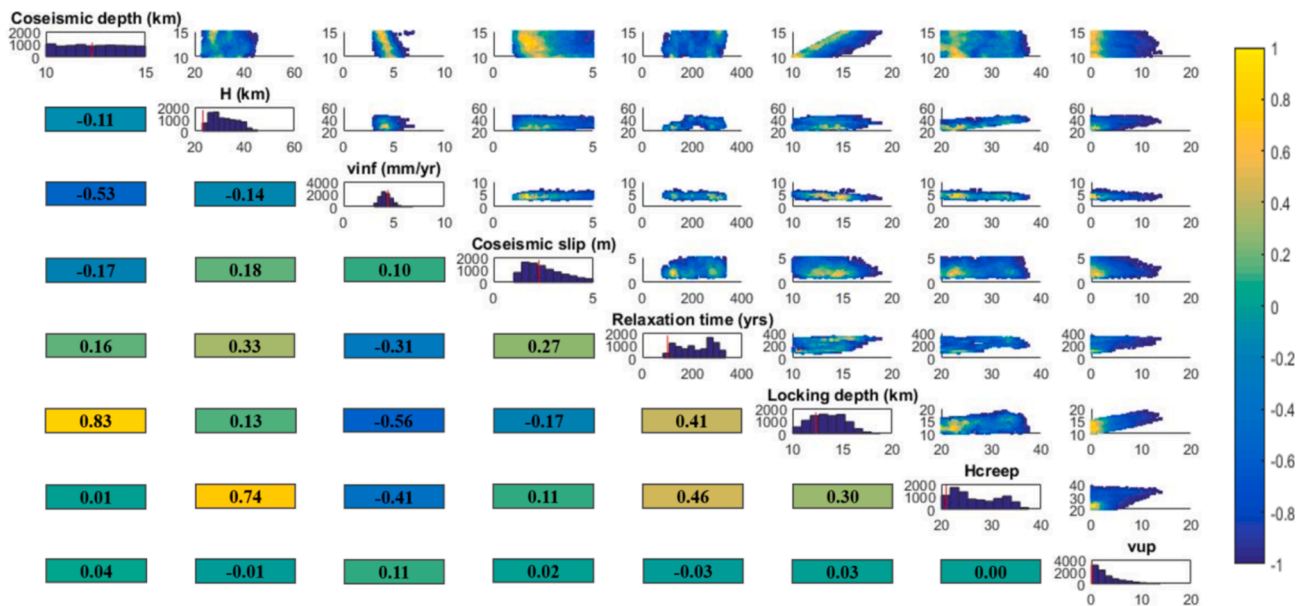 Coseismic depth (km)
2000 1000 0
10 15
15 10
20 40 60
15 10
0 5 10
15 10
0 5
15 10
0 200 400
15 10
10 15 20
15 10
20 30 40
15 10
0 10 20
-0.11
H (km)
2000 1000 0
20 40 60
60 40 20
0 5 10
60 40 20
0 5
60 40 20
0 200 400
60 40 20
10 15 20
60 40 20
20 30 40
60 40 20
0 10 20
-0.53 -0.14
vinf (mm/yr)
4000 2000 0
0 5 10
10 5 0
0 5
10 5 0
0 200 400
10 5 0
10 15 20
10 5 0
20 30 40
10 5 0
0 10 20
-0.17 0.18 0.10
Coseismic slip (m)
2000 1000 0
0 5
5 0
0 200 400
5 0
10 15 20
5 0
20 30 40
5 0
0 10 20
0.16 0.33 -0.31 0.27
Relaxation time (yrs)
2000 1000 0
0 200 400
400 200 0
10 15 20
400 200 0
20 30 40
400 200 0
0 10 20
0.83 0.13 -0.56 -0.17 0.41
Locking depth (km)
2000 1000 0
10 15 20
20 15 10
20 30 40
20 15 10
0 10 20
0.01 0.74 -0.41 0.11 0.46 0.30
Hcreep
2000 1000 0
20 30 40
40 30 20
0 10 20
0.04 -0.01 0.11 0.02 -0.03 0.03 0.00
vup
4000 2000 0
0 10 20
1
0.8
0.6
0.4
0.2
0
-0.2
-0.4
-0.6
-0.8
-1